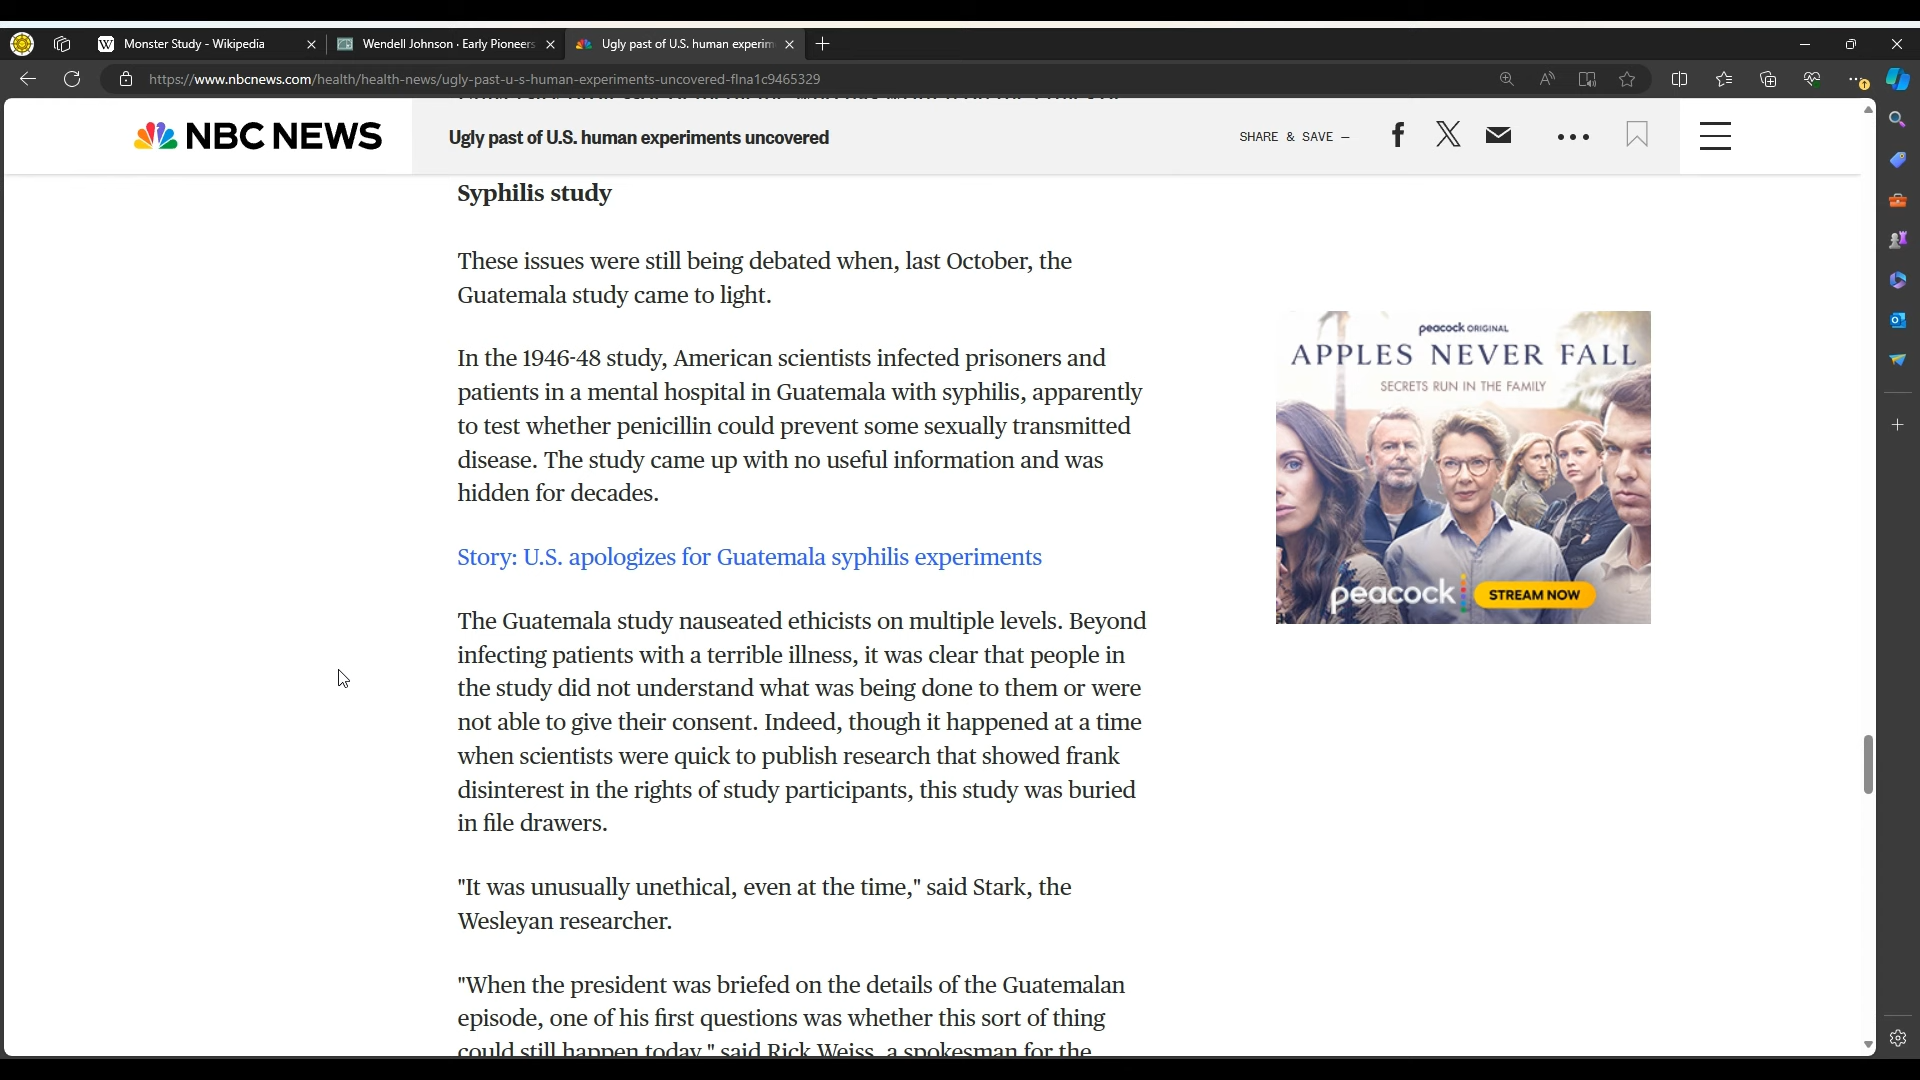 Monster Study - Wikipedia
Wendell Johnson · Early Pioneers
Ugly past of U.S. human experim
https://www.nbcnews.com/health/health-news/ugly-past-u-s-human-experiments-uncovered-flna1c9465329
NBC NEWS
Ugly past of U.S. human experiments uncovered
SHARE & SAVE —
Syphilis study
These issues were still being debated when, last October, the
Guatemala study came to light.
In the 1946-48 study, American scientists infected prisoners and
patients in a mental hospital in Guatemala with syphilis, apparently
to test whether penicillin could prevent some sexually transmitted
disease. The study came up with no useful information and was
hidden for decades.
Story: U.S. apologizes for Guatemala syphilis experiments
The Guatemala study nauseated ethicists on multiple levels. Beyond
infecting patients with a terrible illness, it was clear that people in
the study did not understand what was being done to them or were
not able to give their consent. Indeed, though it happened at a time
when scientists were quick to publish research that showed frank
disinterest in the rights of study participants, this study was buried
in file drawers.
"It was unusually unethical, even at the time," said Stark, the
Wesleyan researcher.
"When the president was briefed on the details of the Guatemalan
episode, one of his first questions was whether this sort of thing
could still happen today," said Rick Weiss, a spokesman for the
peacock ORIGINAL
APPLES NEVER FALL
SECRETS RUN IN THE FAMILY
peacock
STREAM NOW